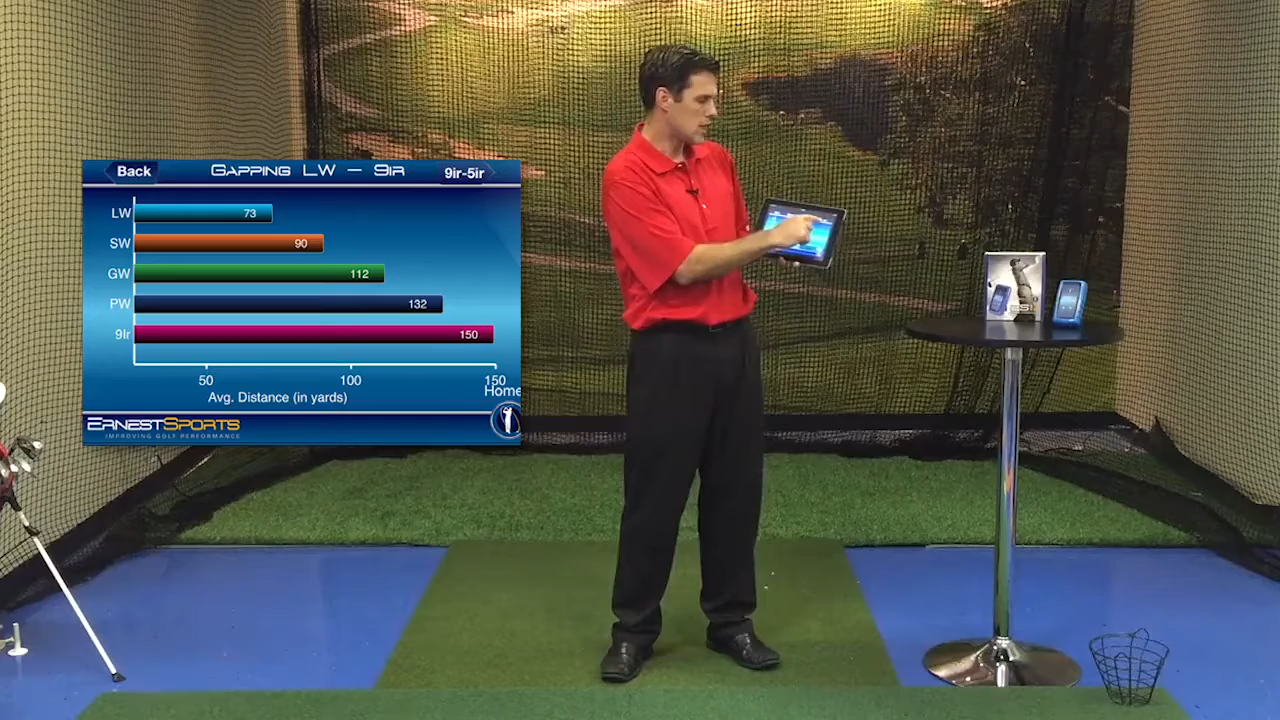 Back GAPPING LW – 9IR 9ir-5ir
LW 73
SW 90
GW 112
PW 132
9Ir 150
50 100 150
Home
Avg. Distance (in yards)
ERNESTSPORTS
IMPROVING GOLF PERFORMANCE
ES12